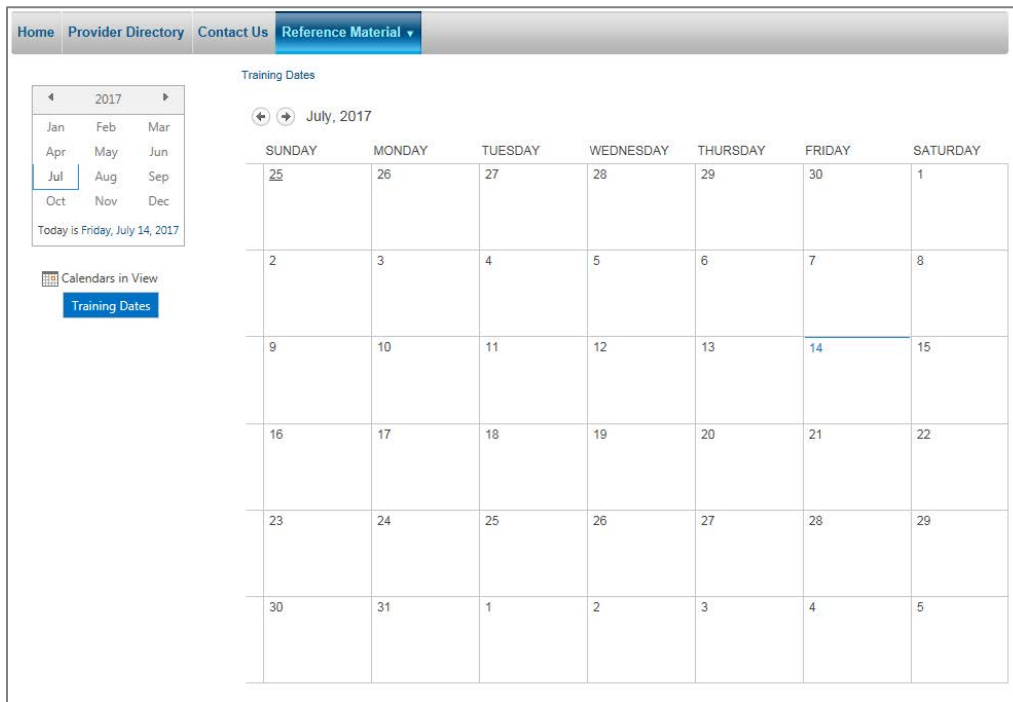 Home Provider Directory Contact Us Reference Material ▼
2017
Jan Feb Mar
Apr May Jun
Jul Aug Sep
Oct Nov Dec
Today is Friday, July 14, 2017
Calendars in View
Training Dates
Training Dates
July, 2017
SUNDAY MONDAY TUESDAY WEDNESDAY THURSDAY FRIDAY SATURDAY
25 26 27 28 29 30 1
2 3 4 5 6 7 8
9 10 11 12 13 14 15
16 17 18 19 20 21 22
23 24 25 26 27 28 29
30 31 1 2 3 4 5